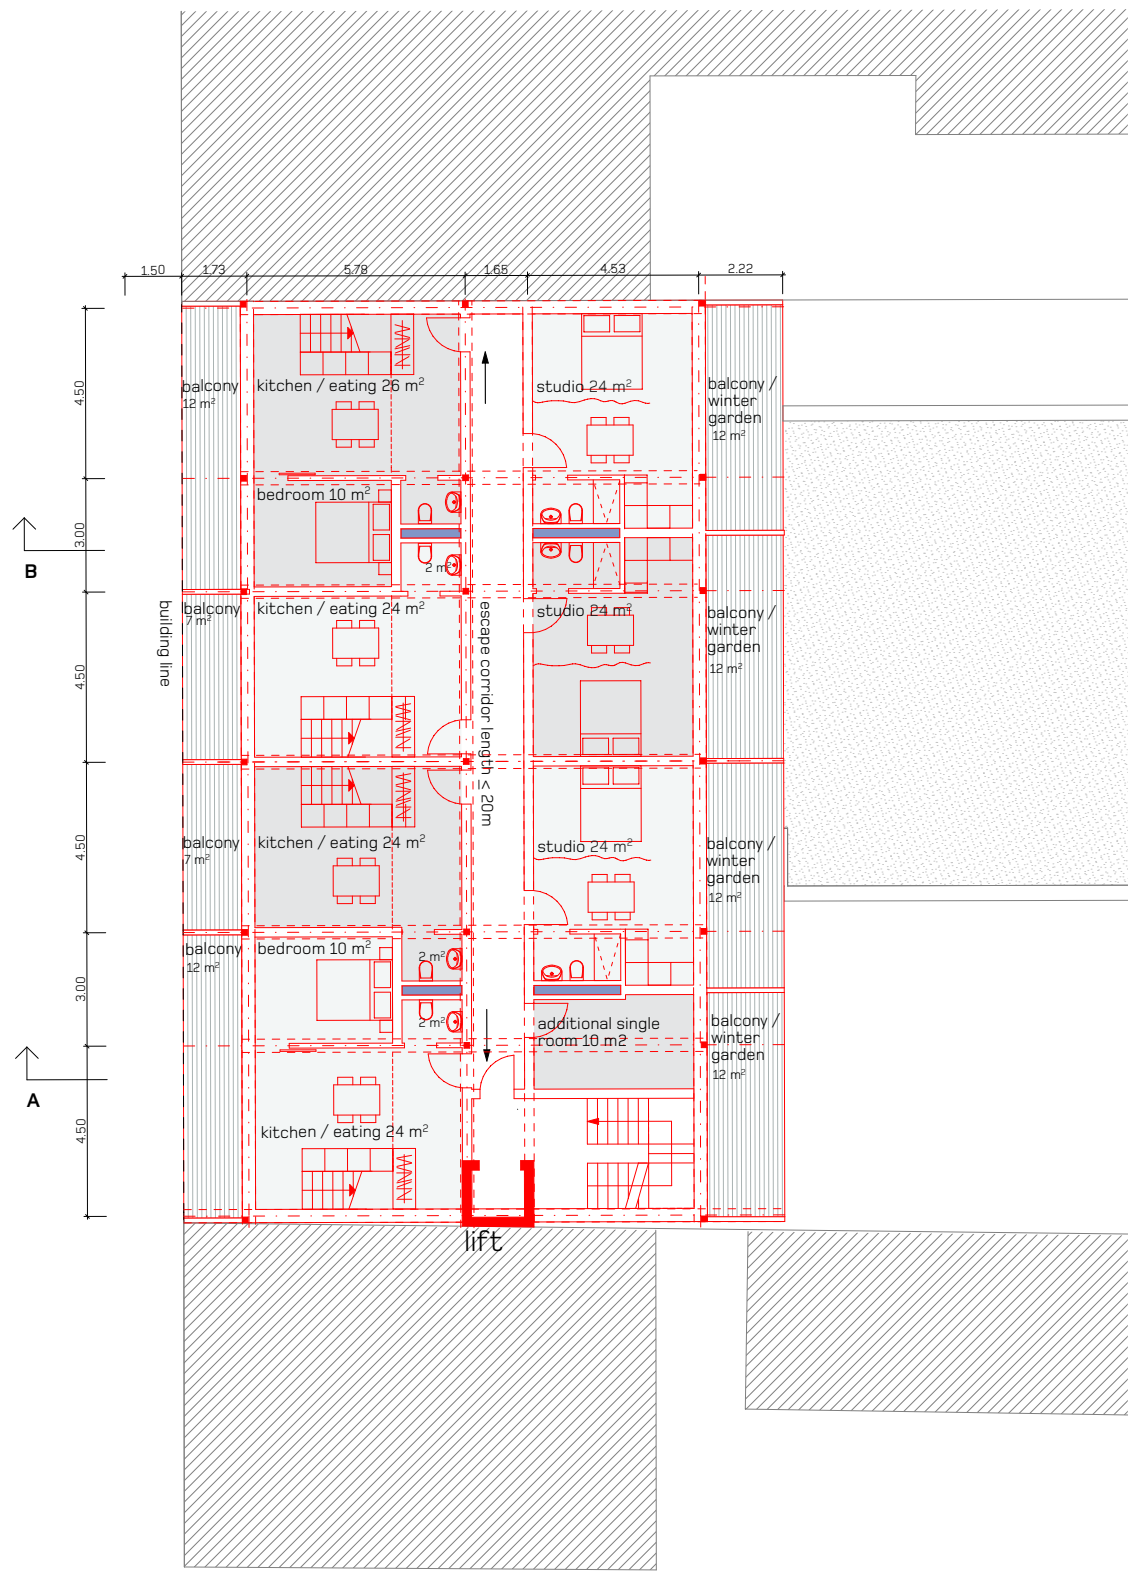 1.50
1.73
5.78
1.65
4.53
2.22
4.50
balcony
12 m²
kitchen / eating 26 m²
studio 24 m²
balcony /
winter
garden
12 m²
bedroom 10 m²
3.00
B
2 m²
building line
balcony
7 m²
kitchen / eating 24 m²
escape corridor length ≤ 20m
studio 24 m²
balcony /
winter
garden
12 m²
4.50
4.50
balcony
7 m²
kitchen / eating 24 m²
studio 24 m²
balcony /
winter
garden
12 m²
balcony
12 m²
bedroom 10 m²
2 m²
3.00
2 m²
additional single
room 10 m2
balcony /
winter
garden
12 m²
A
4.50
kitchen / eating 24 m²
lift